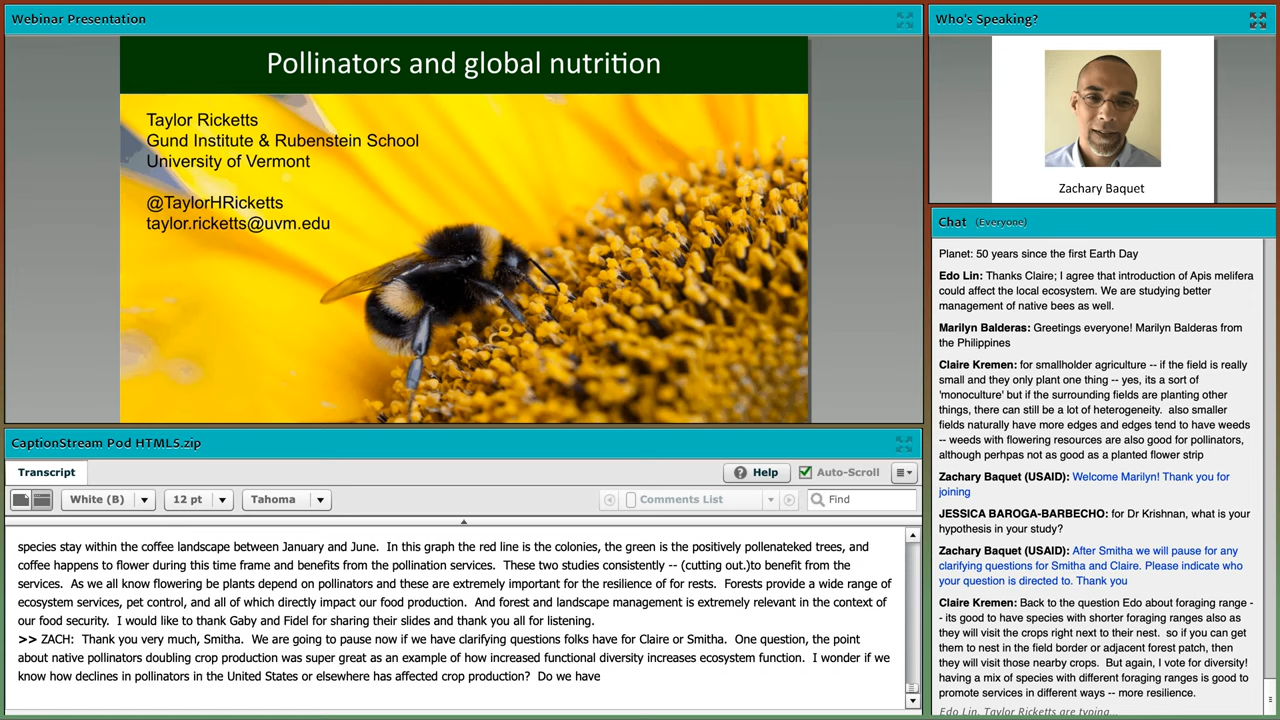 Webinar Presentation
Pollinators and global nutrition
Taylor Ricketts
Gund Institute & Rubenstein School
University of Vermont
@TaylorHRicketts
taylor.ricketts@uvm.edu
Who's Speaking?
Zachary Baquet
Chat (Everyone)
Planet: 50 years since the first Earth Day
Edo Lin: Thanks Claire; I agree that introduction of Apis melifera
could affect the local ecosystem. We are studying better
management of native bees as well.
Marilyn Balderas: Greetings everyone! Marilyn Balderas from
the Philippines
Claire Kremen: for smallholder agriculture -- if the field is really
small and they only plant one thing -- yes, its a sort of
'monoculture' but if the surrounding fields are planting other
things, there can still be a lot of heterogeneity. also smaller
fields naturally have more edges and edges tend to have weeds
-- weeds with flowering resources are also good for pollinators,
although perhpas not as good as a planted flower strip
Zachary Baquet (USAID): Welcome Marilyn! Thank you for
joining
JESSICA BAROGA-BARBECHO: for Dr Krishnan, what is your
hypothesis in your study?
Zachary Baquet (USAID): After Smitha we will pause for any
clarifying questions for Smitha and Claire. Please indicate who
your question is directed to. Thank you
Claire Kremen: Back to the question Edo about foraging range -
- its good to have species with shorter foraging ranges also as
they will visit the crops right next to their nest. so if you can get
them to nest in the field border or adjacent forest patch, then
they will visit those nearby crops. But again, I vote for diversity!
having a mix of species with different foraging ranges is good to
promote services in different ways -- more resilience.
Edo Lin, Taylor Ricketts are typing...
CaptionStream Pod HTML5.zip
Transcript
Help
Auto-Scroll
White (B)
12 pt
Tahoma
Comments List
Find
species stay within the coffee landscape between January and June. In this graph the red line is the colonies, the green is the positively pollenateked trees, and
coffee happens to flower during this time frame and benefits from the pollination services. These two studies consistently -- (cutting out.)to benefit from the
services. As we all know flowering be plants depend on pollinators and these are extremely important for the resilience of for rests. Forests provide a wide range of
ecosystem services, pet control, and all of which directly impact our food production. And forest and landscape management is extremely relevant in the context of
our food security. I would like to thank Gaby and Fidel for sharing their slides and thank you all for listening.
>> ZACH: Thank you very much, Smitha. We are going to pause now if we have clarifying questions folks have for Claire or Smitha. One question, the point
about native pollinators doubling crop production was super great as an example of how increased functional diversity increases ecosystem function. I wonder if we
know how declines in pollinators in the United States or elsewhere has affected crop production? Do we have